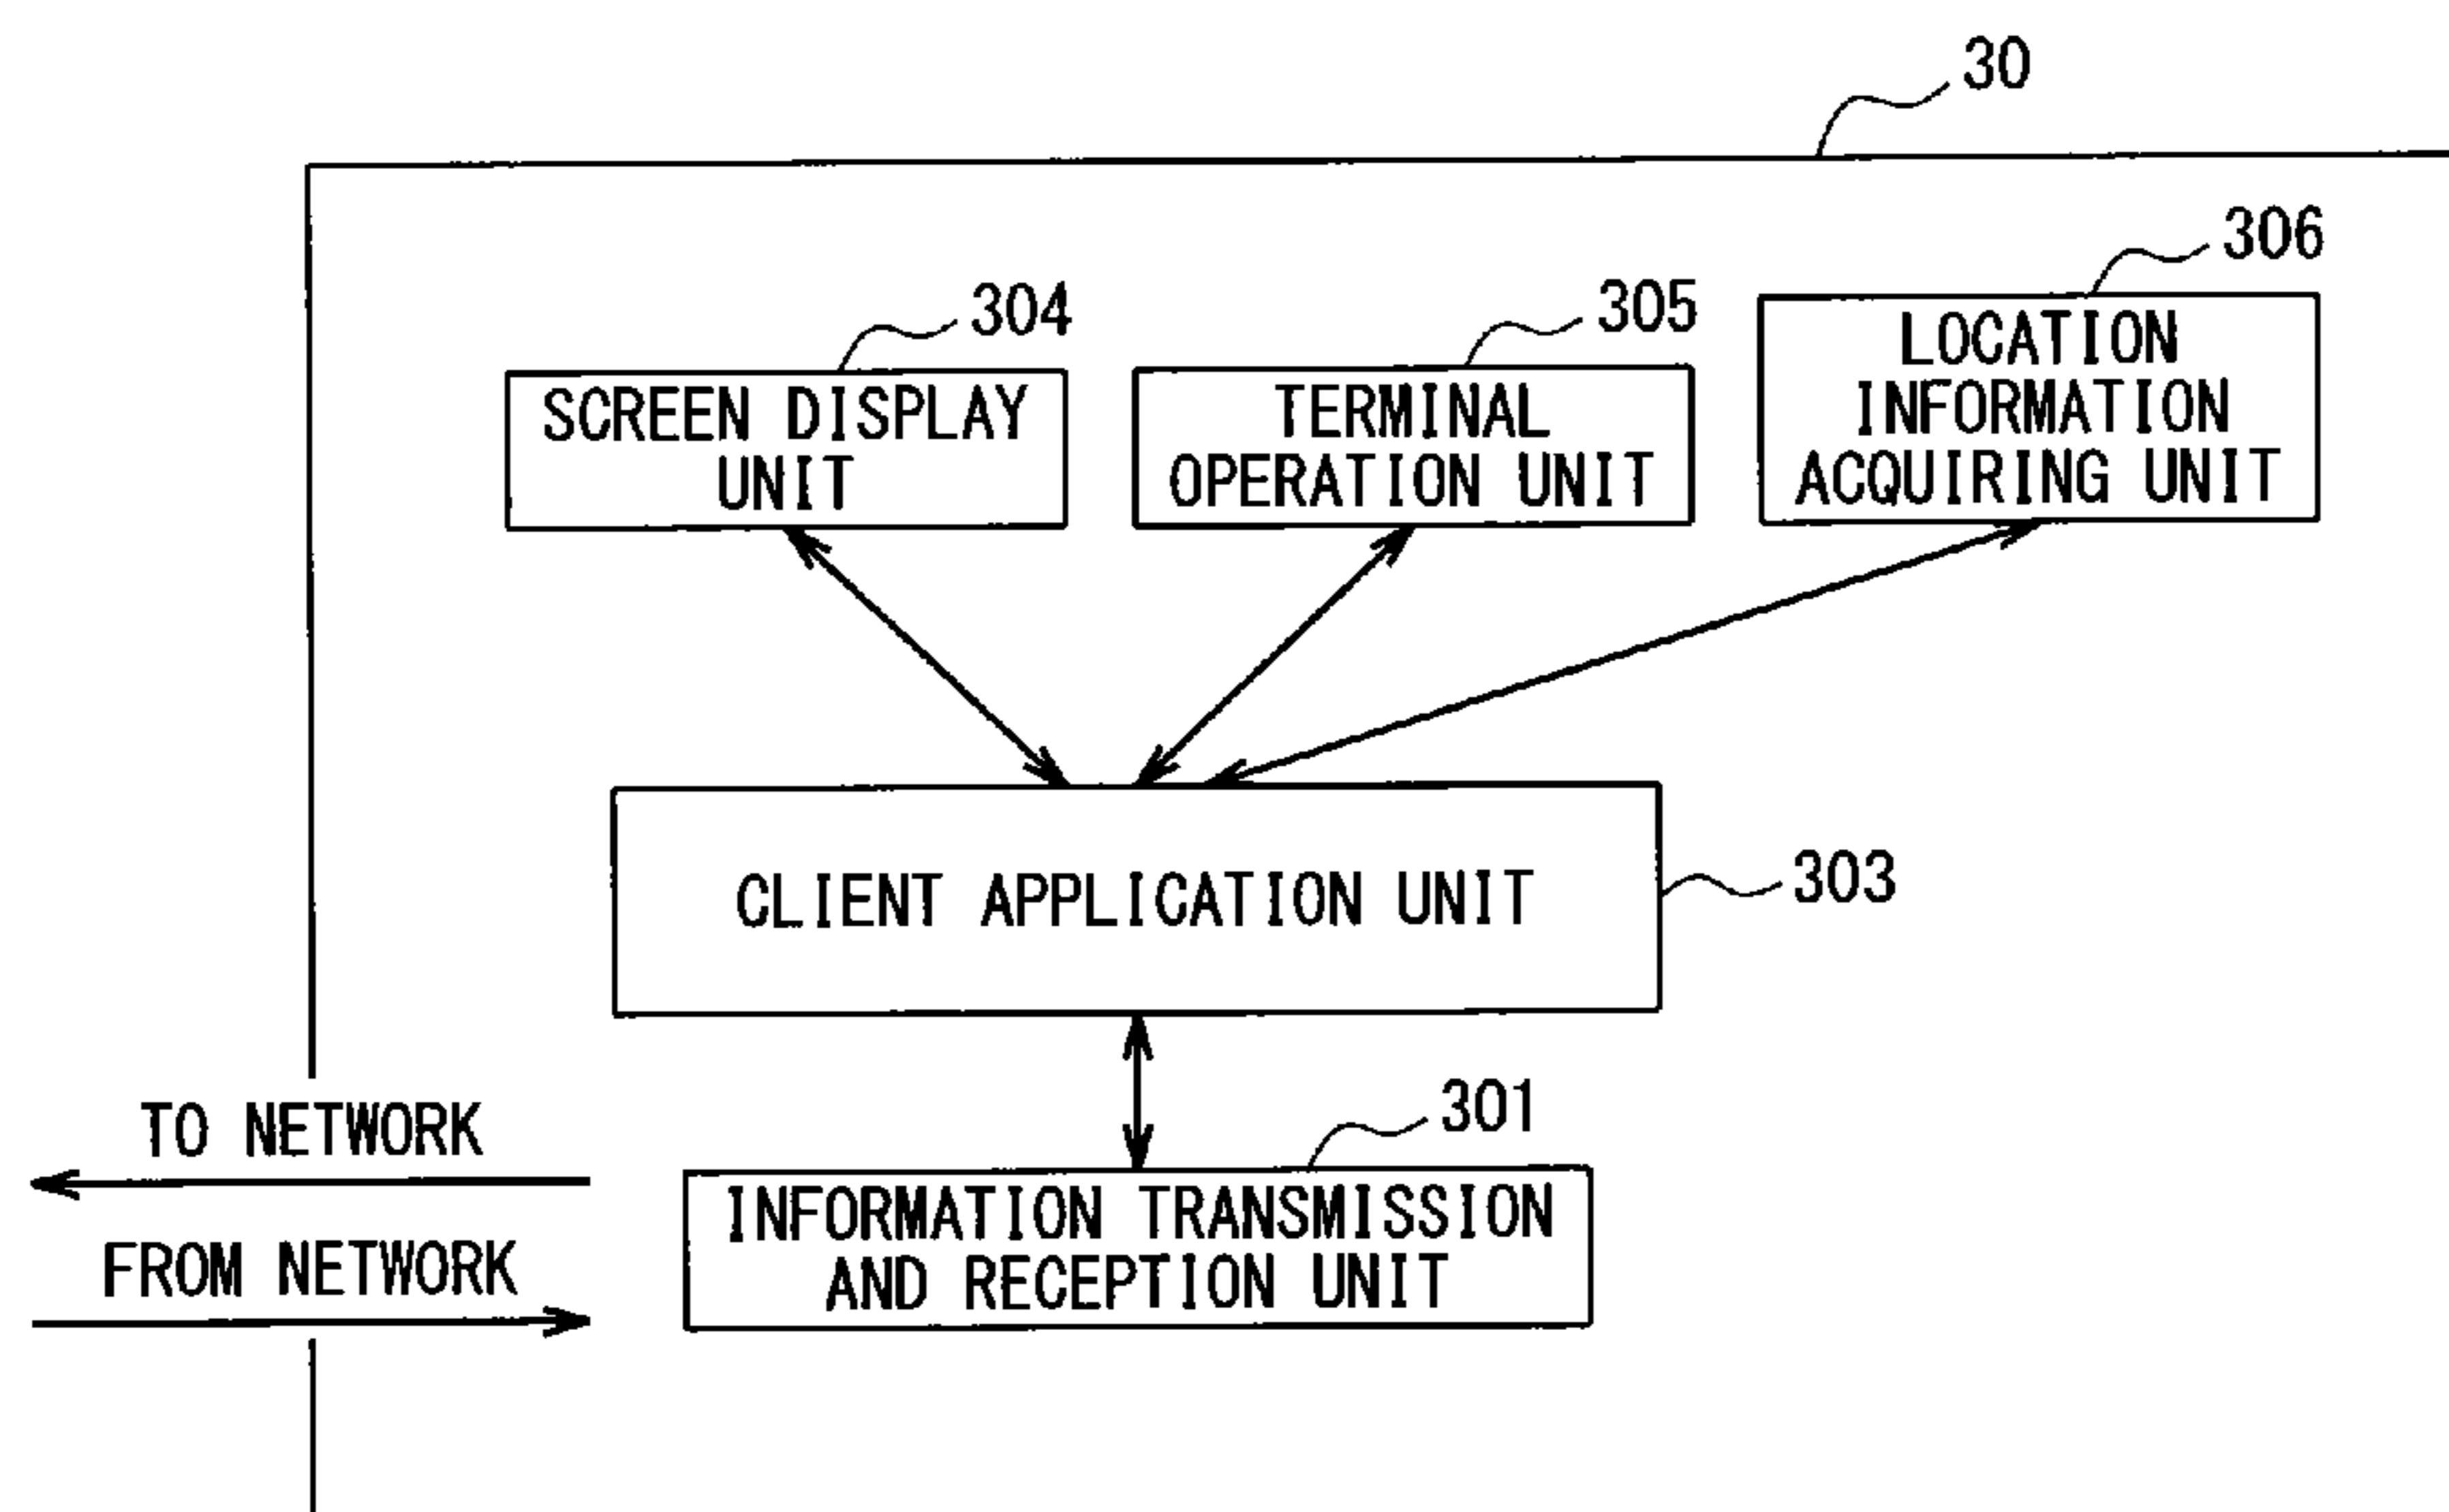 30
306
304
305
SCREEN DISPLAY
UNIT
TERMINAL
OPERATION UNIT
LOCATION
INFORMATION
ACQUIRING UNIT
CLIENT APPLICATION UNIT
303
TO NETWORK
FROM NETWORK
301
INFORMATION TRANSMISSION
AND RECEPTION UNIT